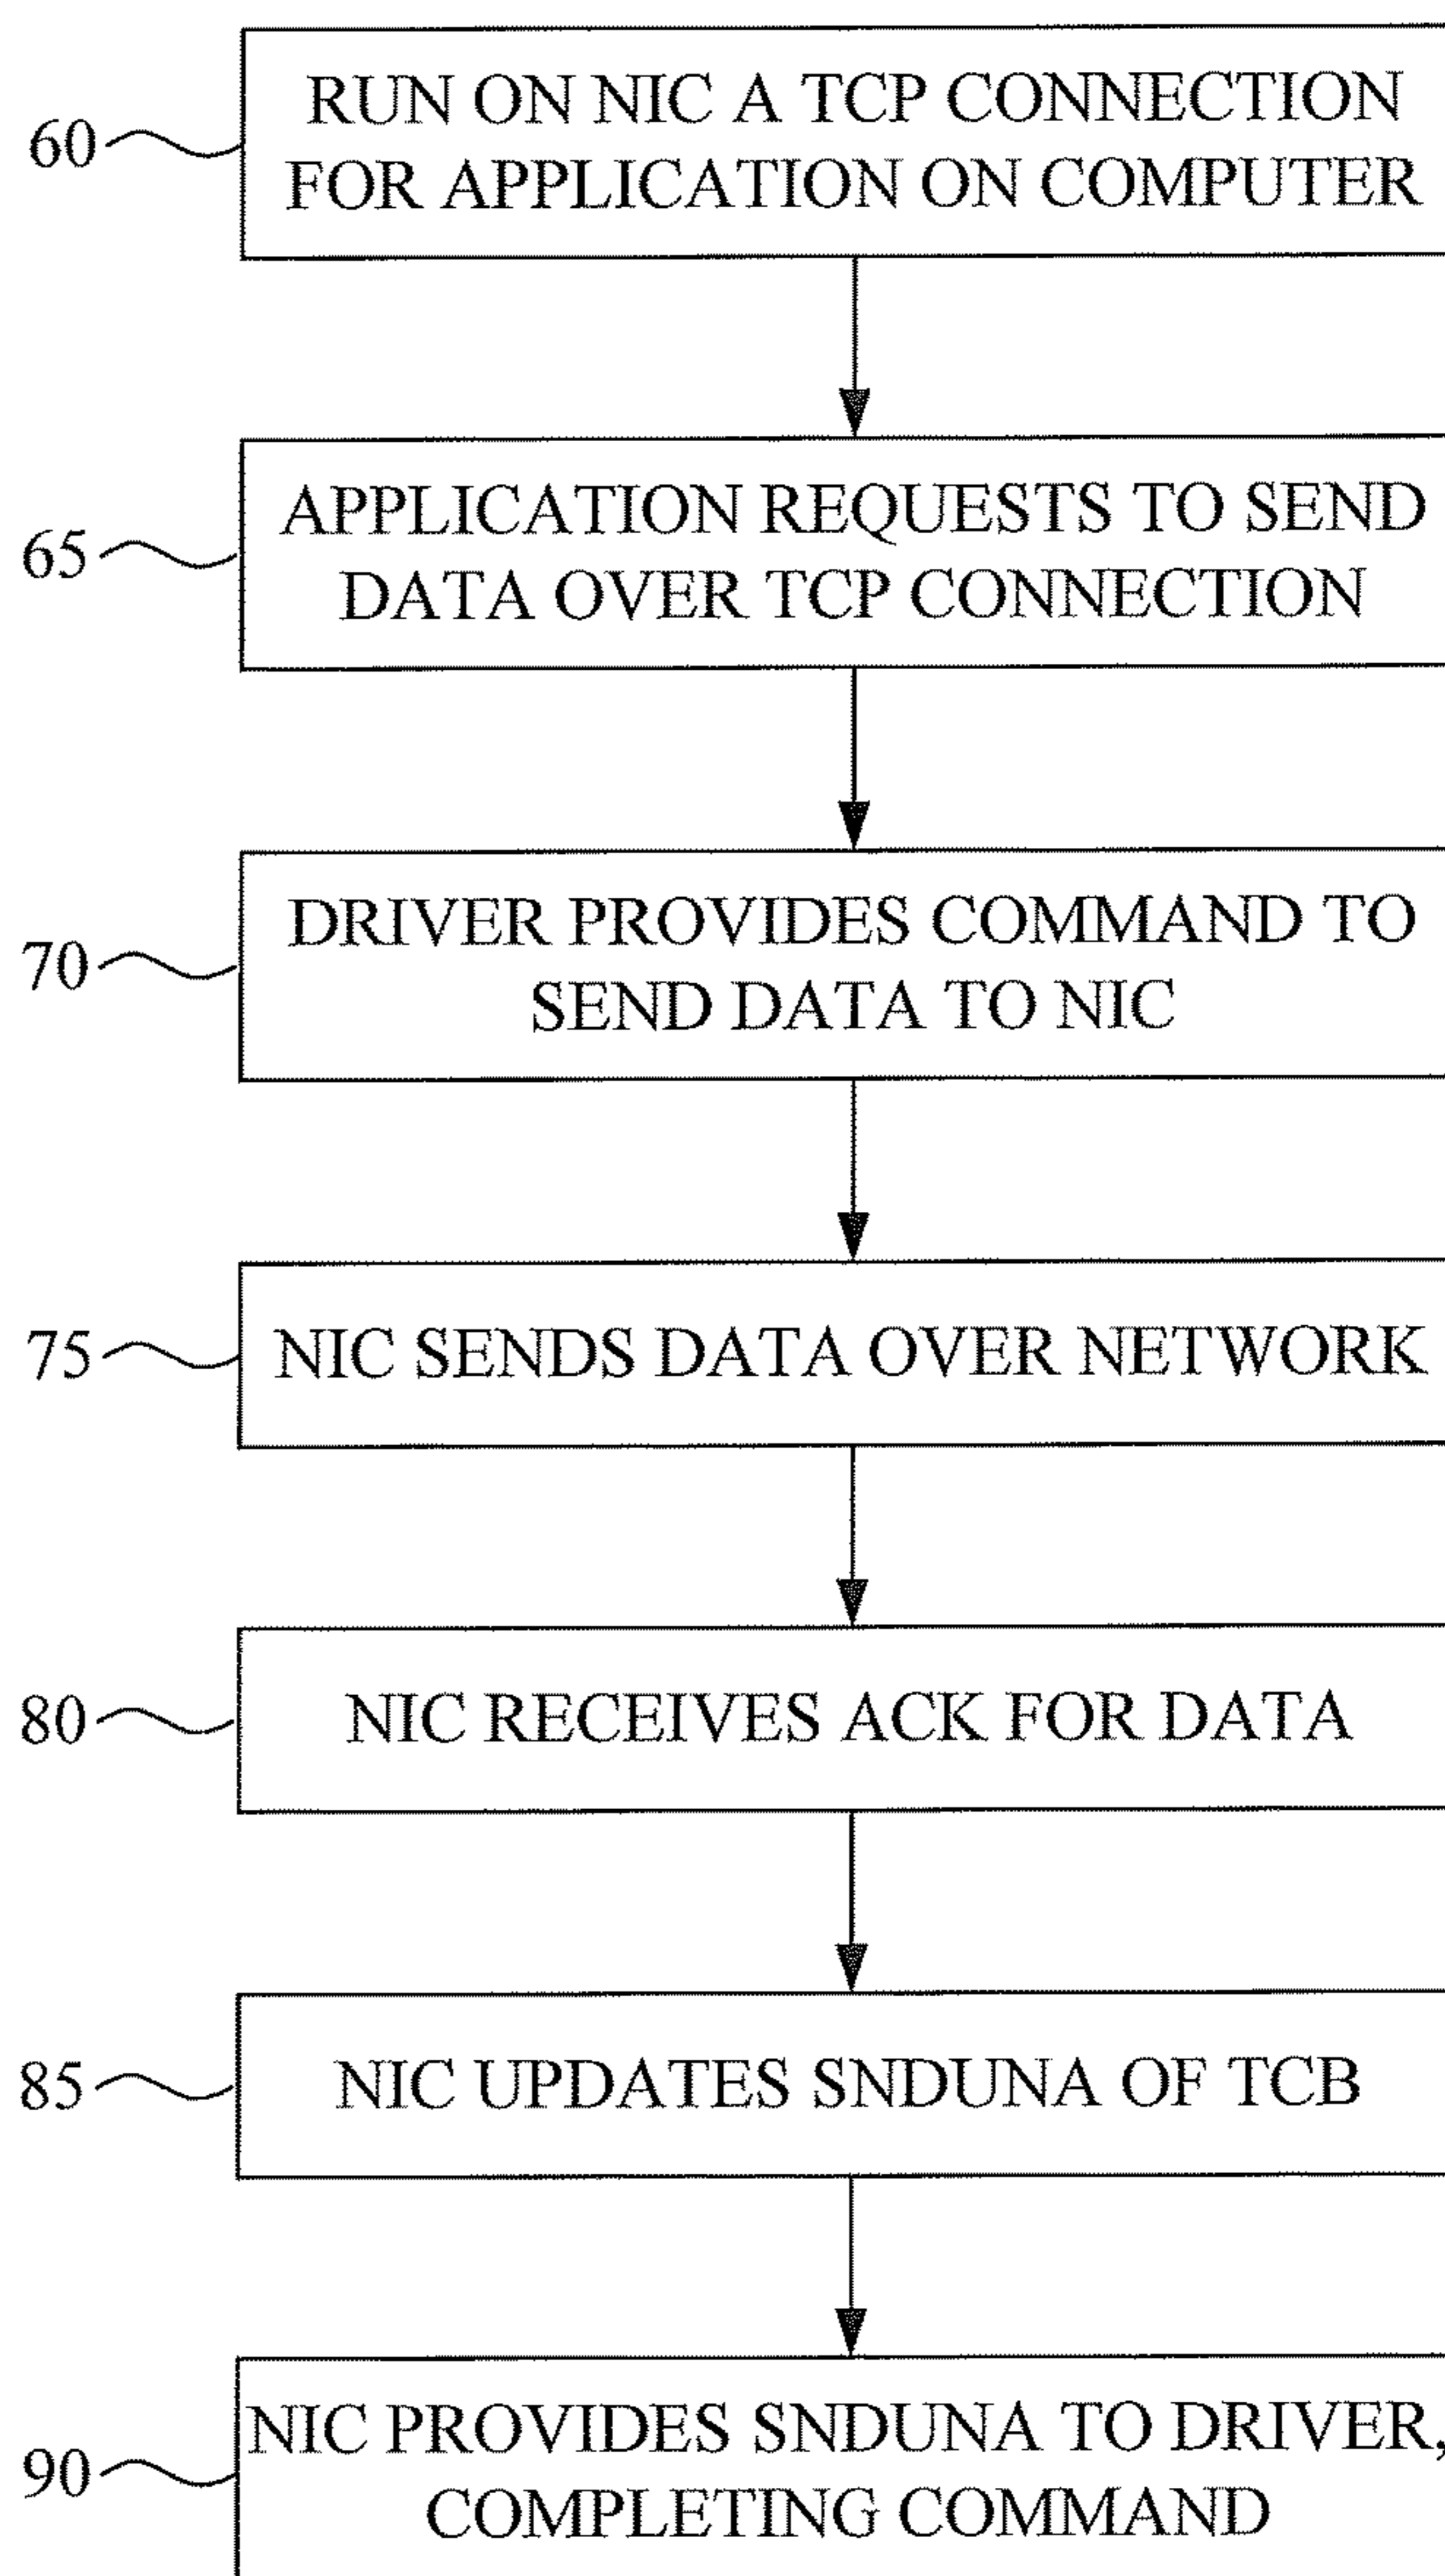 60
RUN ON NIC A TCP CONNECTION
FOR APPLICATION ON COMPUTER
65
APPLICATION REQUESTS TO SEND
DATA OVER TCP CONNECTION
70
DRIVER PROVIDES COMMAND TO
SEND DATA TO NIC
75
NIC SENDS DATA OVER NETWORK
80
NIC RECEIVES ACK FOR DATA
85
NIC UPDATES SNDUNA OF TCB
90
NIC PROVIDES SNDUNA TO DRIVER,
COMPLETING COMMAND